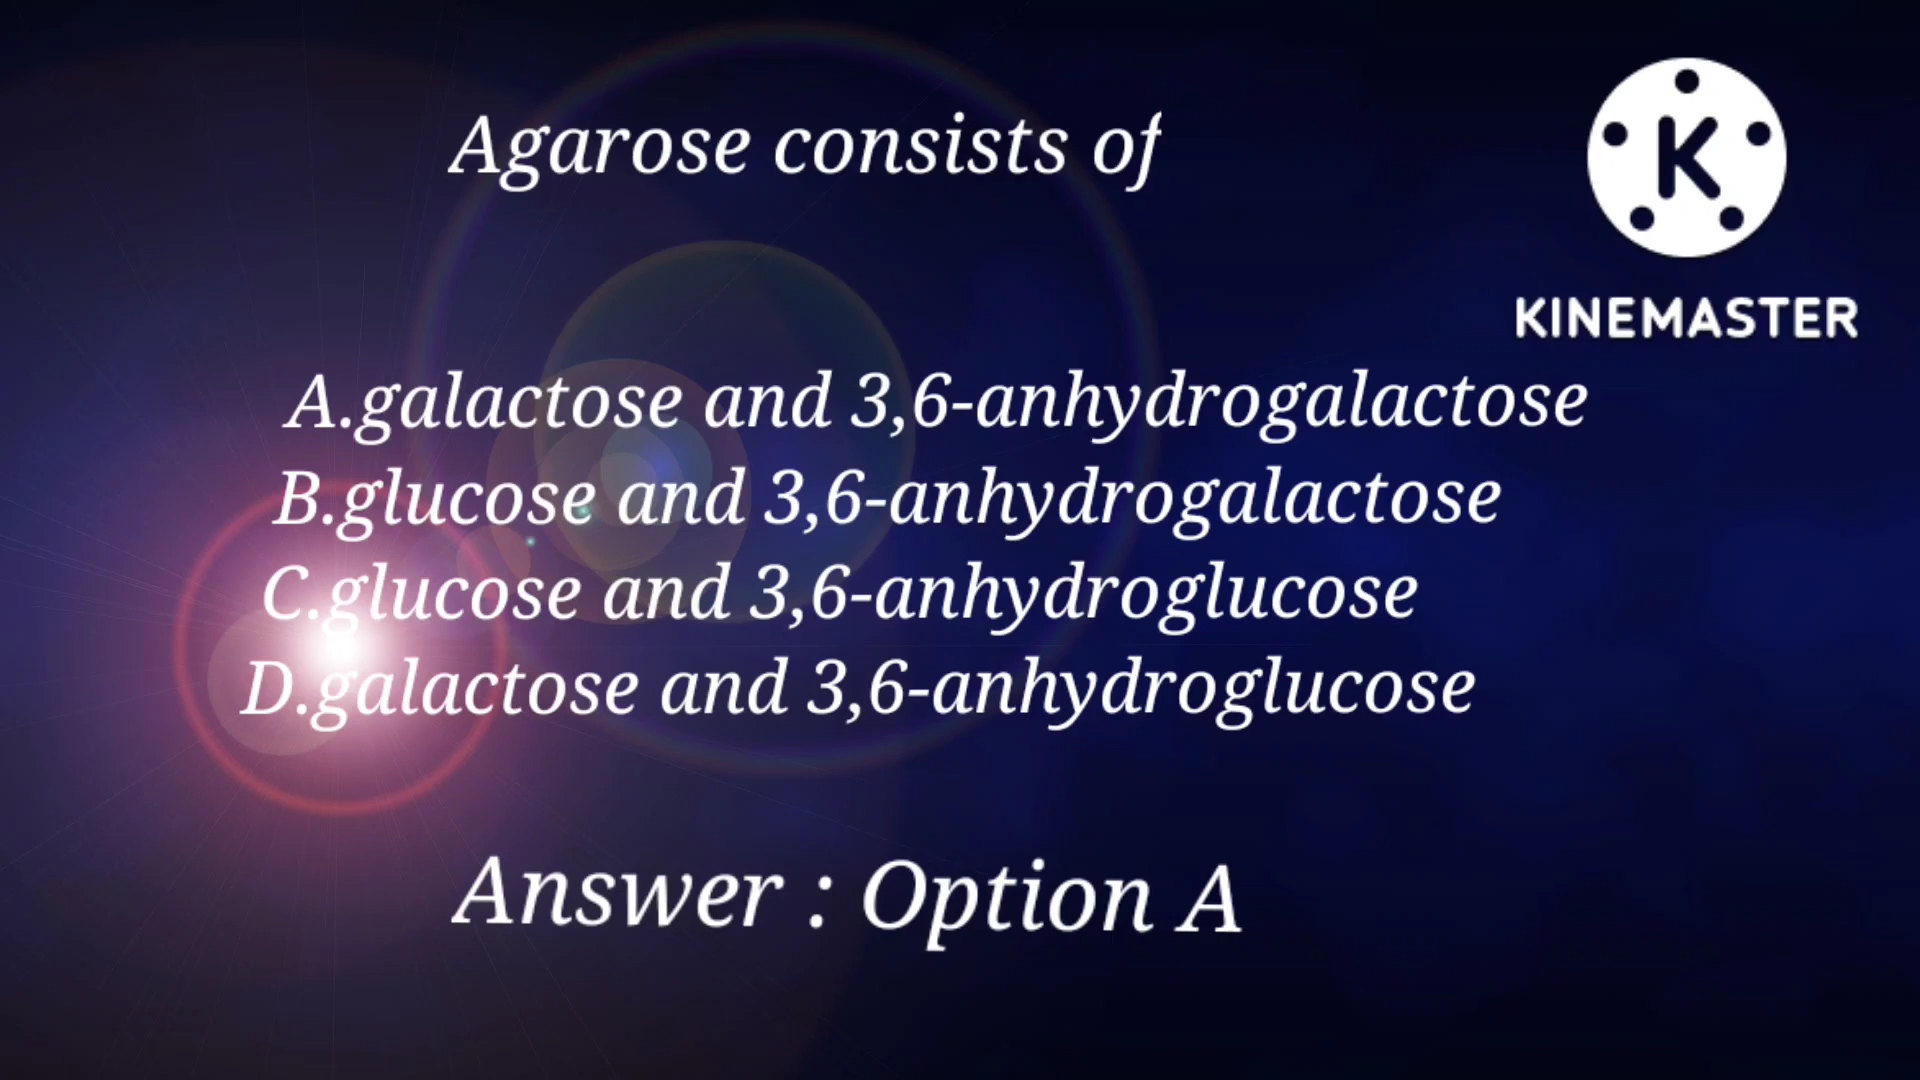 Agarose consists of
KINEMASTER
A.galactose and 3,6-anhydrogalactose
B.glucose and 3,6-anhydrogalactose
C.glucose and 3,6-anhydroglucose
D.galactose and 3,6-anhydroglucose
Answer : Option A